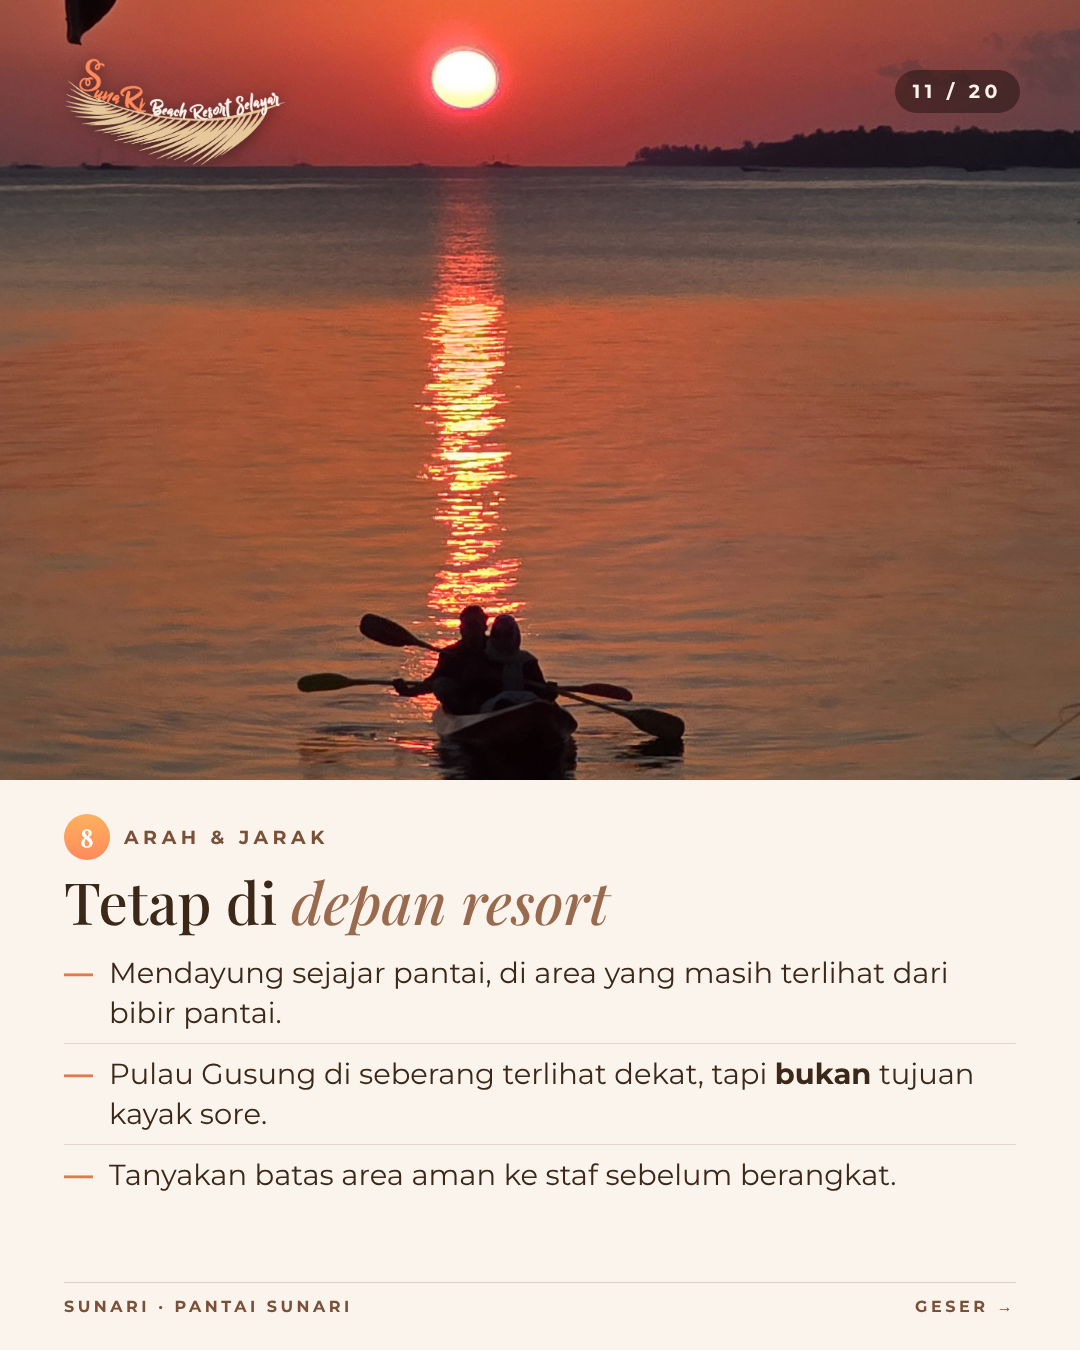 SunaRi Beach Resort Selayar
11 / 20
8 ARAH & JARAK
Tetap di depan resort
— Mendayung sejajar pantai, di area yang masih terlihat dari
bibir pantai.
— Pulau Gusung di seberang terlihat dekat, tapi bukan tujuan
kayak sore.
— Tanyakan batas area aman ke staf sebelum berangkat.
SUNARI · PANTAI SUNARI
GESER →